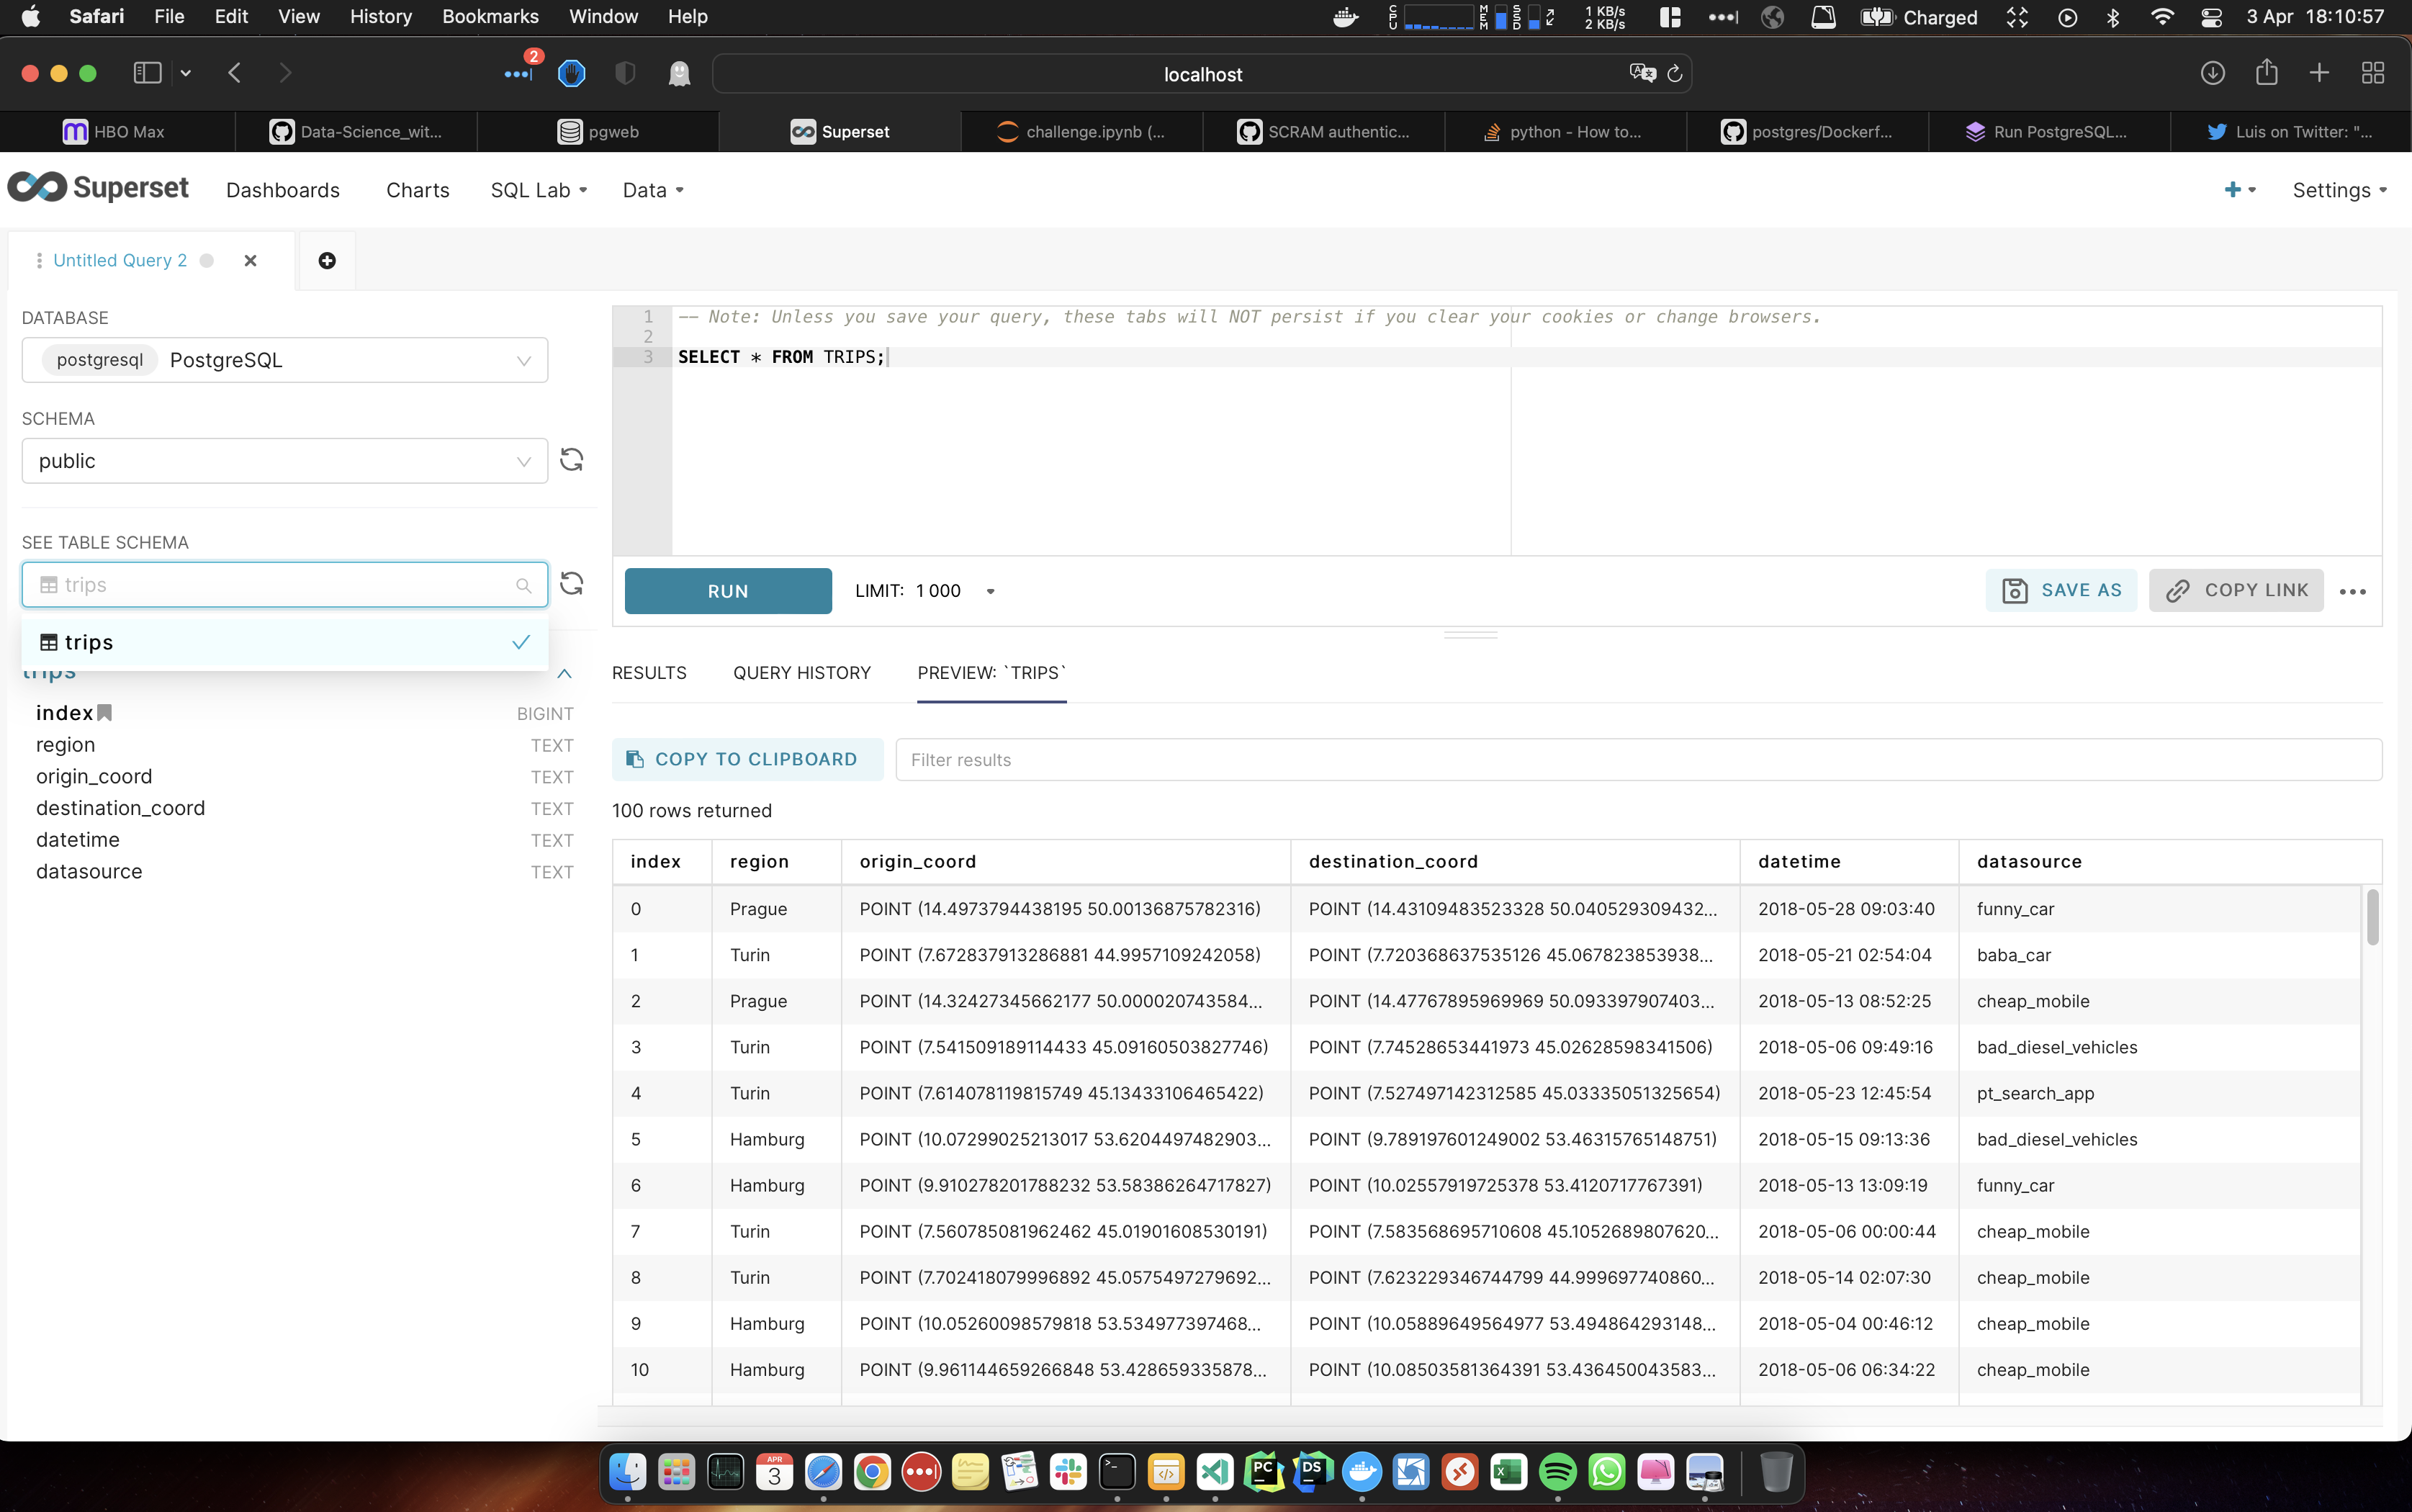 Safari File Edit View History Bookmarks Window Help CPU MEM SSD 1 KB/s 2 KB/s Charged 3 Apr 18:10:57
2
localhost
HBO Max Data-Science_wit... pgweb Superset challenge.ipynb (... SCRAM authentic... python - How to... postgres/Dockerf... Run PostgreSQL... Luis on Twitter: "...
Superset Dashboards Charts SQL Lab Data Settings
Untitled Query 2
DATABASE
postgresql PostgreSQL
SCHEMA
public
SEE TABLE SCHEMA
trips
trips
trips
index BIGINT
region TEXT
origin_coord TEXT
destination_coord TEXT
datetime TEXT
datasource TEXT
1 -- Note: Unless you save your query, these tabs will NOT persist if you clear your cookies or change browsers.
2
3 SELECT * FROM TRIPS;
RUN LIMIT: 1 000 SAVE AS COPY LINK
RESULTS QUERY HISTORY PREVIEW: `TRIPS`
COPY TO CLIPBOARD Filter results
100 rows returned
index region origin_coord destination_coord datetime datasource
0 Prague POINT (14.4973794438195 50.00136875782316) POINT (14.43109483523328 50.040529309432... 2018-05-28 09:03:40 funny_car
1 Turin POINT (7.672837913286881 44.9957109242058) POINT (7.720368637535126 45.067823853938... 2018-05-21 02:54:04 baba_car
2 Prague POINT (14.32427345662177 50.000020743584... POINT (14.47767895969969 50.093397907403... 2018-05-13 08:52:25 cheap_mobile
3 Turin POINT (7.541509189114433 45.09160503827746) POINT (7.74528653441973 45.02628598341506) 2018-05-06 09:49:16 bad_diesel_vehicles
4 Turin POINT (7.614078119815749 45.13433106465422) POINT (7.527497142312585 45.03335051325654) 2018-05-23 12:45:54 pt_search_app
5 Hamburg POINT (10.07299025213017 53.6204497482903... POINT (9.789197601249002 53.46315765148751) 2018-05-15 09:13:36 bad_diesel_vehicles
6 Hamburg POINT (9.910278201788232 53.58386264717827) POINT (10.02557919725378 53.4120717767391) 2018-05-13 13:09:19 funny_car
7 Turin POINT (7.560785081962462 45.01901608530191) POINT (7.583568695710608 45.1052689807620... 2018-05-06 00:00:44 cheap_mobile
8 Turin POINT (7.702418079996892 45.0575497279692... POINT (7.623229346744799 44.999697740860... 2018-05-14 02:07:30 cheap_mobile
9 Hamburg POINT (10.05260098579818 53.534977397468... POINT (10.05889649564977 53.494864293148... 2018-05-04 00:46:12 cheap_mobile
10 Hamburg POINT (9.961144659266848 53.428659335878... POINT (10.08503581364391 53.436450043583... 2018-05-06 06:34:22 cheap_mobile
APR
3 PC DS